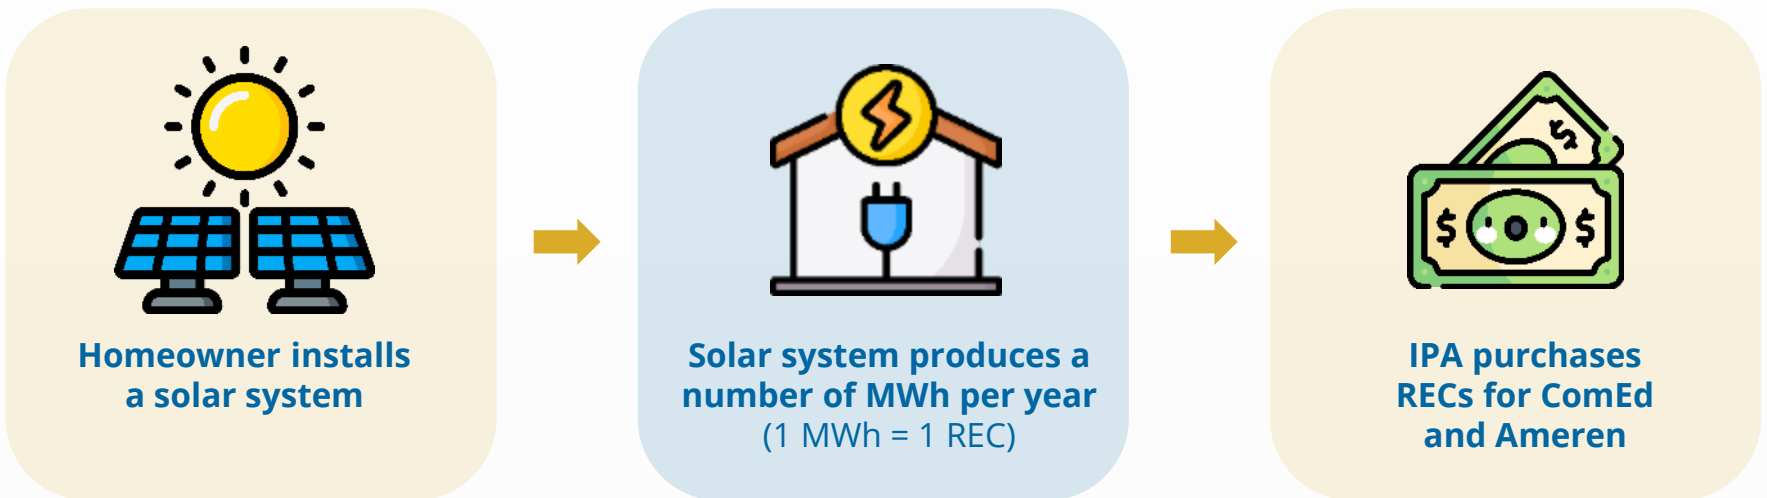 Homeowner installs
a solar system
Solar system produces a
number of MWh per year
(1 MWh = 1 REC)
IPA purchases
RECs for ComEd
and Ameren